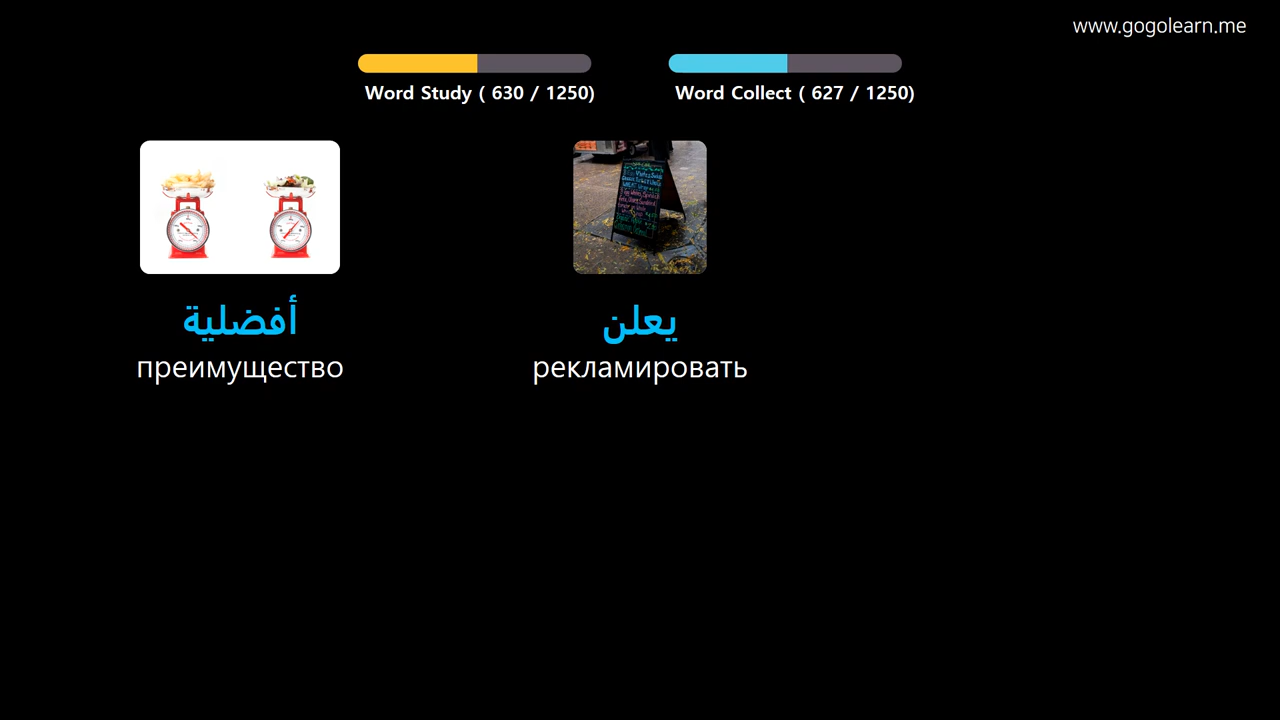 www.gogolearn.me
Word Study ( 630 / 1250)
Word Collect ( 627 / 1250)
أفضلية
преимущество
يعلن
рекламировать